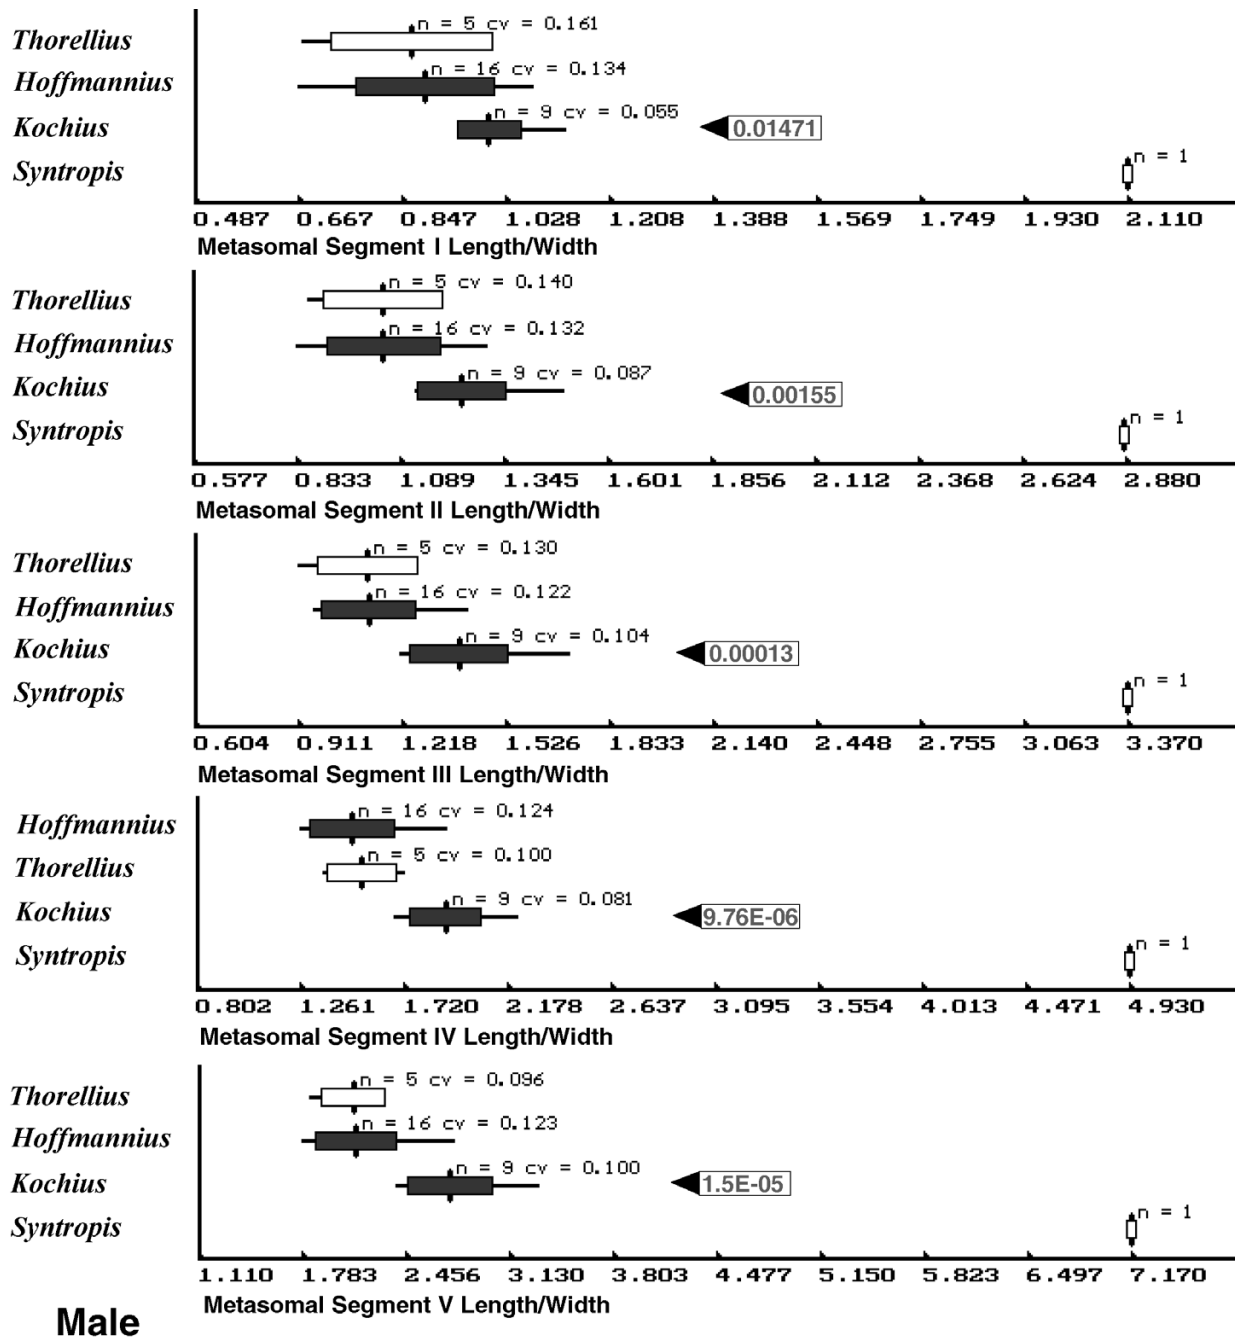 n = 5 cv = 0.161
Thorellius
n = 16 cv = 0.134
Hoffmannius
n = 9 cv = 0.055
Kochius
0.01471
n = 1
Syntropis
0.487 0.667 0.847 1.028 1.208 1.388 1.569 1.749 1.930 2.110
Metasomal Segment I Length/Width
n = 5 cv = 0.140
Thorellius
n = 16 cv = 0.132
Hoffmannius
n = 9 cv = 0.087
Kochius
0.00155
n = 1
Syntropis
0.577 0.833 1.089 1.345 1.601 1.856 2.112 2.368 2.624 2.880
Metasomal Segment II Length/Width
n = 5 cv = 0.130
Thorellius
n = 16 cv = 0.122
Hoffmannius
n = 9 cv = 0.104
Kochius
0.00013
n = 1
Syntropis
0.604 0.911 1.218 1.526 1.833 2.140 2.448 2.755 3.063 3.370
Metasomal Segment III Length/Width
n = 16 cv = 0.124
Hoffmannius
n = 5 cv = 0.100
Thorellius
n = 9 cv = 0.081
Kochius
9.76E-06
n = 1
Syntropis
0.802 1.261 1.720 2.178 2.637 3.095 3.554 4.013 4.471 4.930
Metasomal Segment IV Length/Width
n = 5 cv = 0.096
Thorellius
n = 16 cv = 0.123
Hoffmannius
n = 9 cv = 0.100
Kochius
1.5E-05
n = 1
Syntropis
1.110 1.783 2.456 3.130 3.803 4.477 5.150 5.823 6.497 7.170
Metasomal Segment V Length/Width
Male